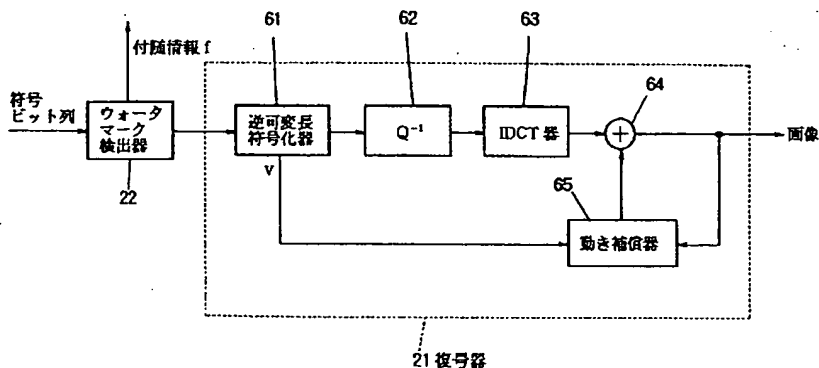 61
62
63
付随情報 f
64
符号
ビット列
ウォータ
マーク
検出器
逆可変長
符号化器
Q⁻¹
IDCT 器
+
画像
22
V
65
動き補償器
21 復号器